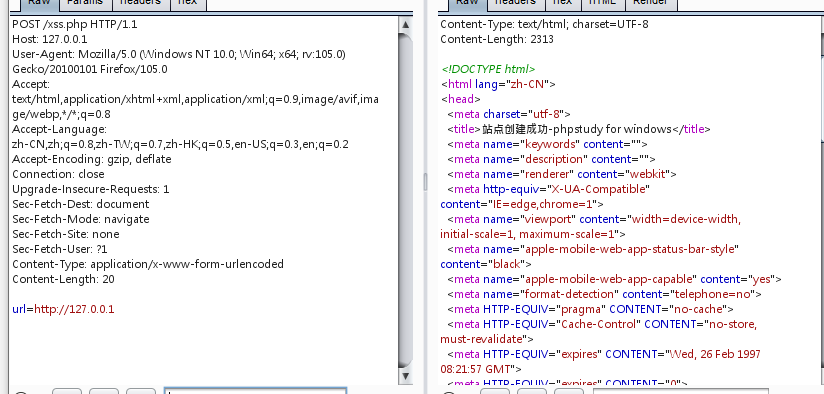 Raw Params Headers Hex
POST /xss.php HTTP/1.1
Host: 127.0.0.1
User-Agent: Mozilla/5.0 (Windows NT 10.0; Win64; x64; rv:105.0)
Gecko/20100101 Firefox/105.0
Accept:
text/html,application/xhtml+xml,application/xml;q=0.9,image/avif,ima
ge/webp,*/*;q=0.8
Accept-Language:
zh-CN,zh;q=0.8,zh-TW;q=0.7,zh-HK;q=0.5,en-US;q=0.3,en;q=0.2
Accept-Encoding: gzip, deflate
Connection: close
Upgrade-Insecure-Requests: 1
Sec-Fetch-Dest: document
Sec-Fetch-Mode: navigate
Sec-Fetch-Site: none
Sec-Fetch-User: ?1
Content-Type: application/x-www-form-urlencoded
Content-Length: 20
url=http://127.0.0.1
Raw Headers Hex HTML Render
Content-Type: text/html; charset=UTF-8
Content-Length: 2313
<!DOCTYPE html>
<html lang="zh-CN">
<head>
<meta charset="utf-8">
<title>站点创建成功-phpstudy for windows</title>
<meta name="keywords" content="">
<meta name="description" content="">
<meta name="renderer" content="webkit">
<meta http-equiv="X-UA-Compatible"
content="IE=edge,chrome=1">
<meta name="viewport" content="width=device-width,
initial-scale=1, maximum-scale=1">
<meta name="apple-mobile-web-app-status-bar-style"
content="black">
<meta name="apple-mobile-web-app-capable" content="yes">
<meta name="format-detection" content="telephone=no">
<meta HTTP-EQUIV="pragma" CONTENT="no-cache">
<meta HTTP-EQUIV="Cache-Control" CONTENT="no-store,
must-revalidate">
<meta HTTP-EQUIV="expires" CONTENT="Wed, 26 Feb 1997
08:21:57 GMT">
<meta HTTP-EQUIV="expires" CONTENT="0">